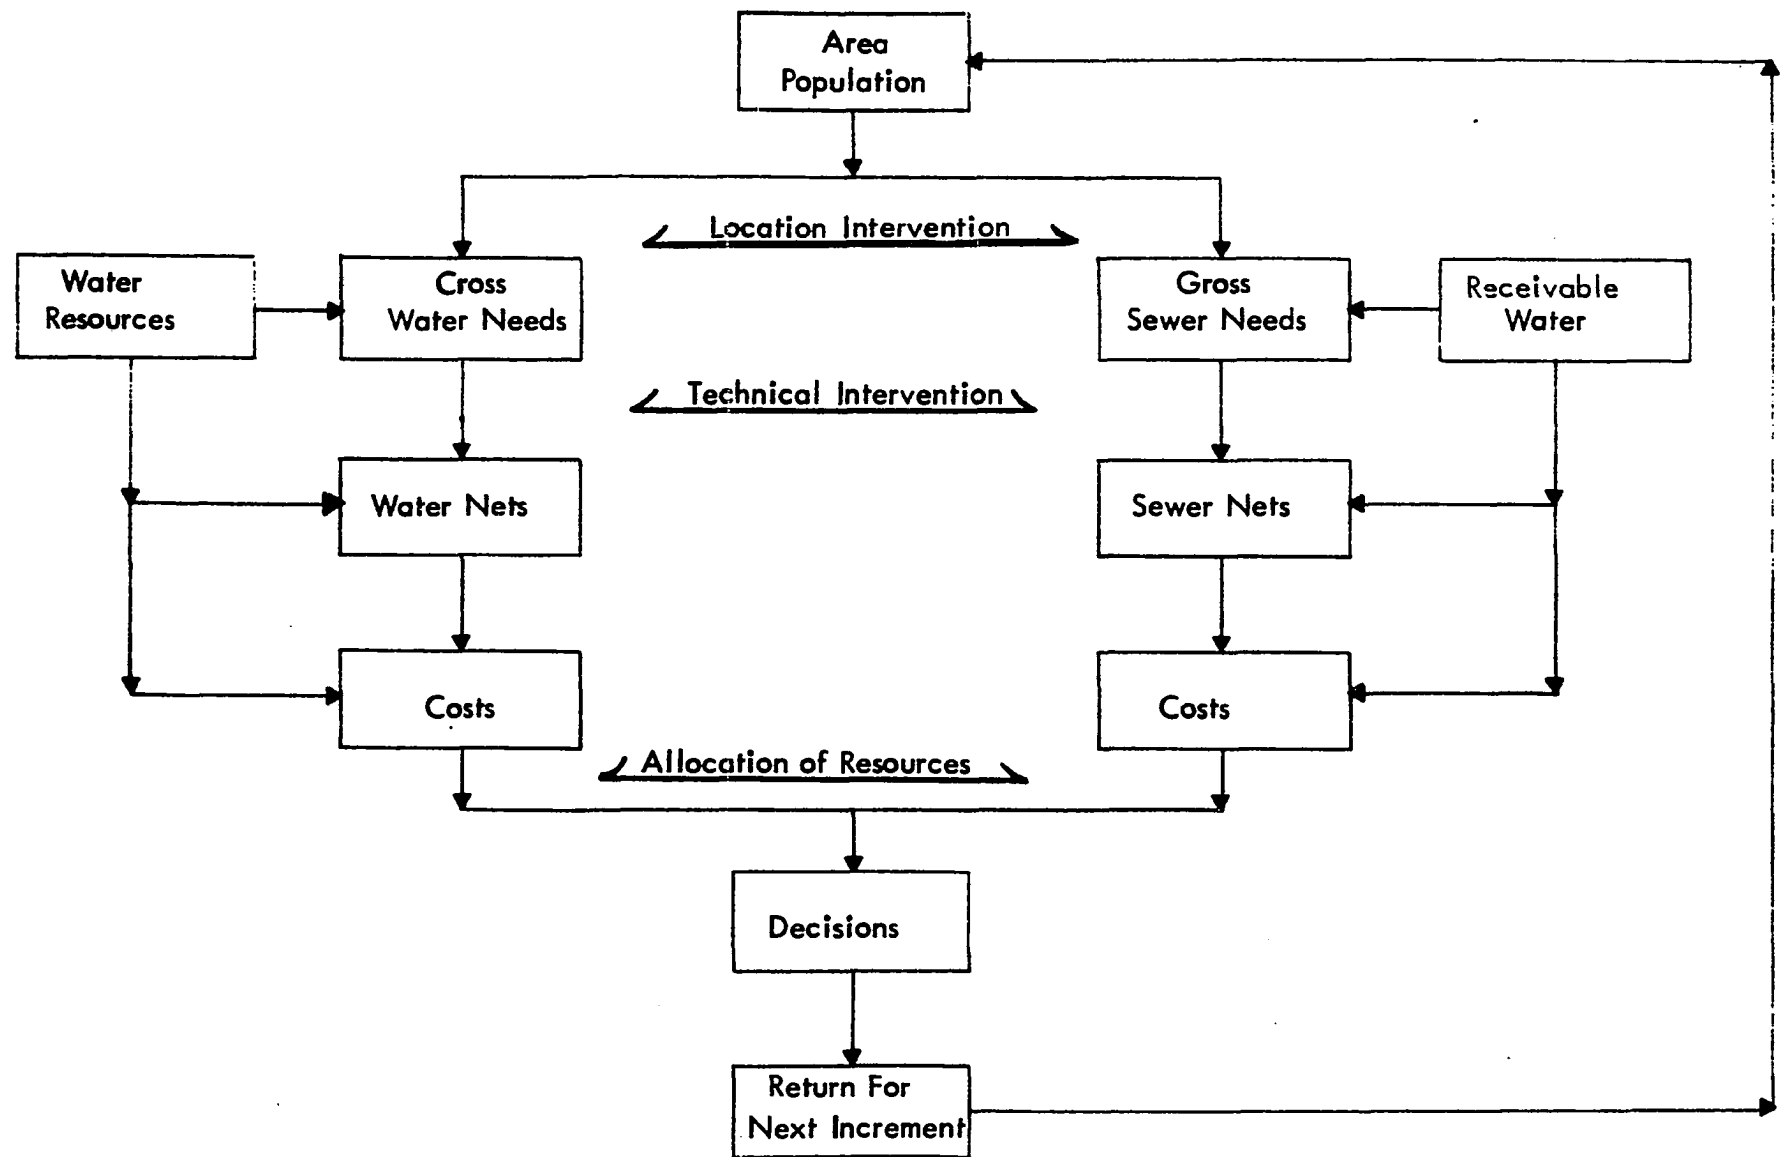 Area
Population
Location Intervention
Water
Resources
Cross
Water Needs
Gross
Sewer Needs
Receivable
Water
Technical Intervention
Water Nets
Sewer Nets
Costs
Costs
Allocation of Resources
Decisions
Return For
Next Increment